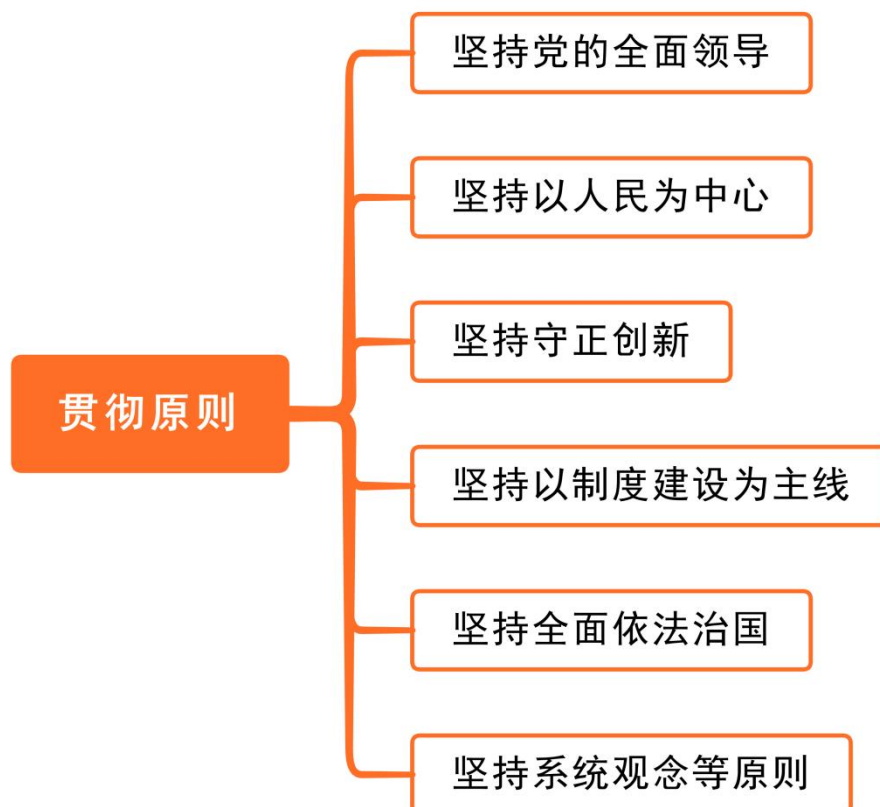 贯彻原则
坚持党的全面领导
坚持以人民为中心
坚持守正创新
坚持以制度建设为主线
坚持全面依法治国
坚持系统观念等原则